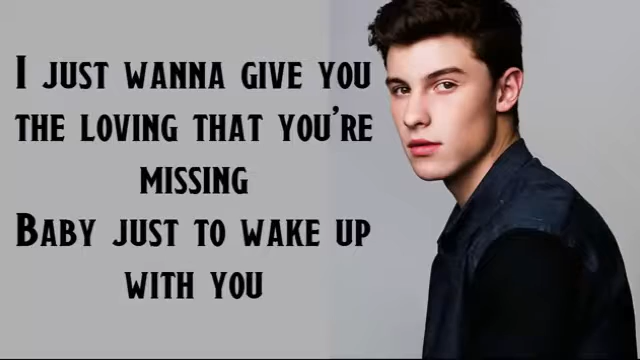 I just wanna give you
the loving that you're
missing
Baby just to wake up
with you